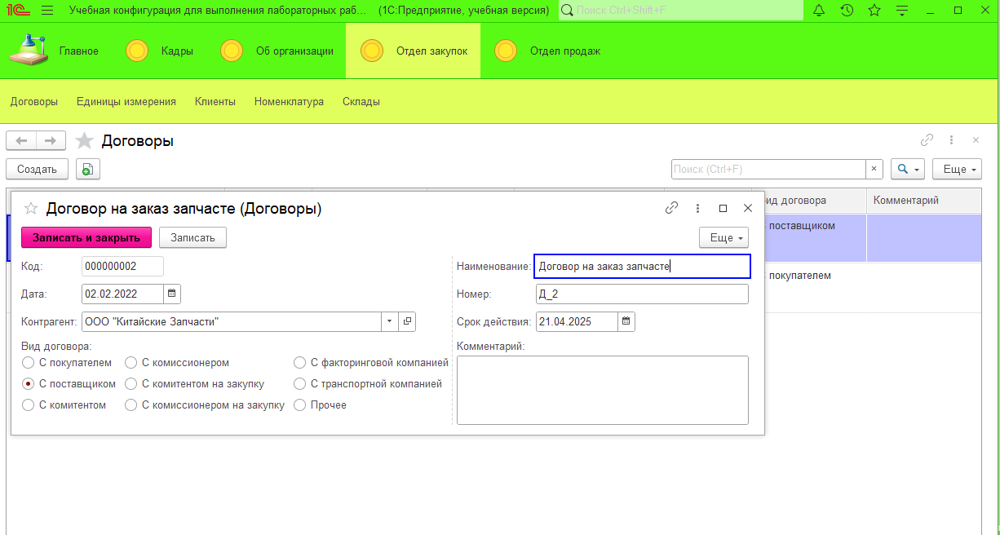 1С Учебная конфигурация для выполнения лабораторных раб... (1С:Предприятие, учебная версия) Поиск Ctrl+Shift+F
Главное Кадры Об организации Отдел закупок Отдел продаж
Договоры Единицы измерения Клиенты Номенклатура Склады
Договоры
Создать Поиск (Ctrl+F) × Еще
ид договора Комментарий
поставщиком
покупателем
Договор на заказ запчасте (Договоры)
Записать и закрыть Записать Еще
Код: 000000002 Наименование: Договор на заказ запчасте
Дата: 02.02.2022 Номер: Д_2
Контрагент: ООО "Китайские Запчасти" Срок действия: 21.04.2025
Вид договора: Комментарий:
С покупателем С комиссионером С факторинговой компанией
С поставщиком С комитентом на закупку С транспортной компанией
С комитентом С комиссионером на закупку Прочее